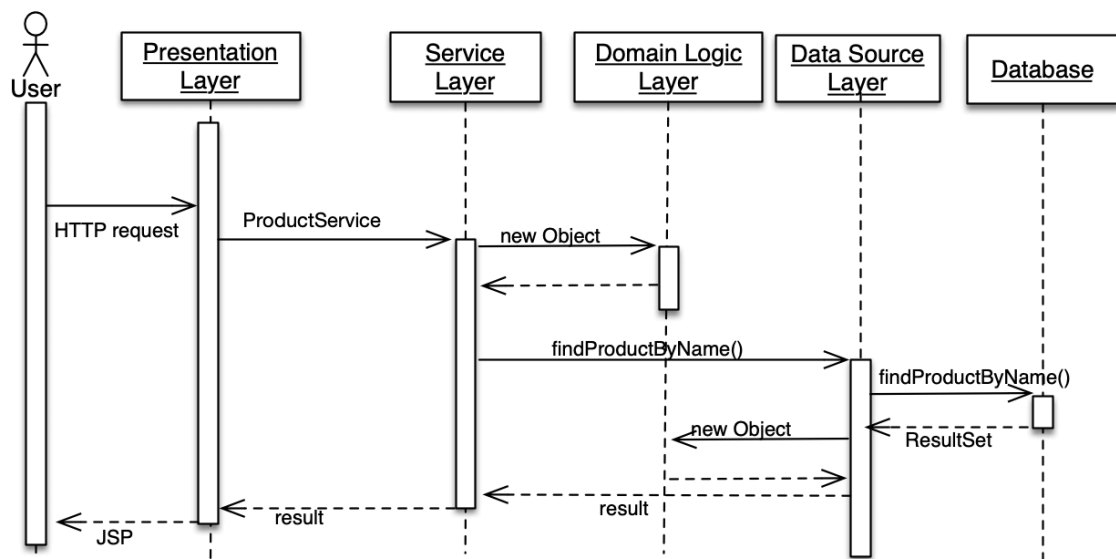 User
Presentation
Layer
Service
Layer
Domain Logic
Layer
Data Source
Layer
Database
HTTP request
ProductService
new Object
findProductByName()
findProductByName()
new Object
ResultSet
result
result
JSP